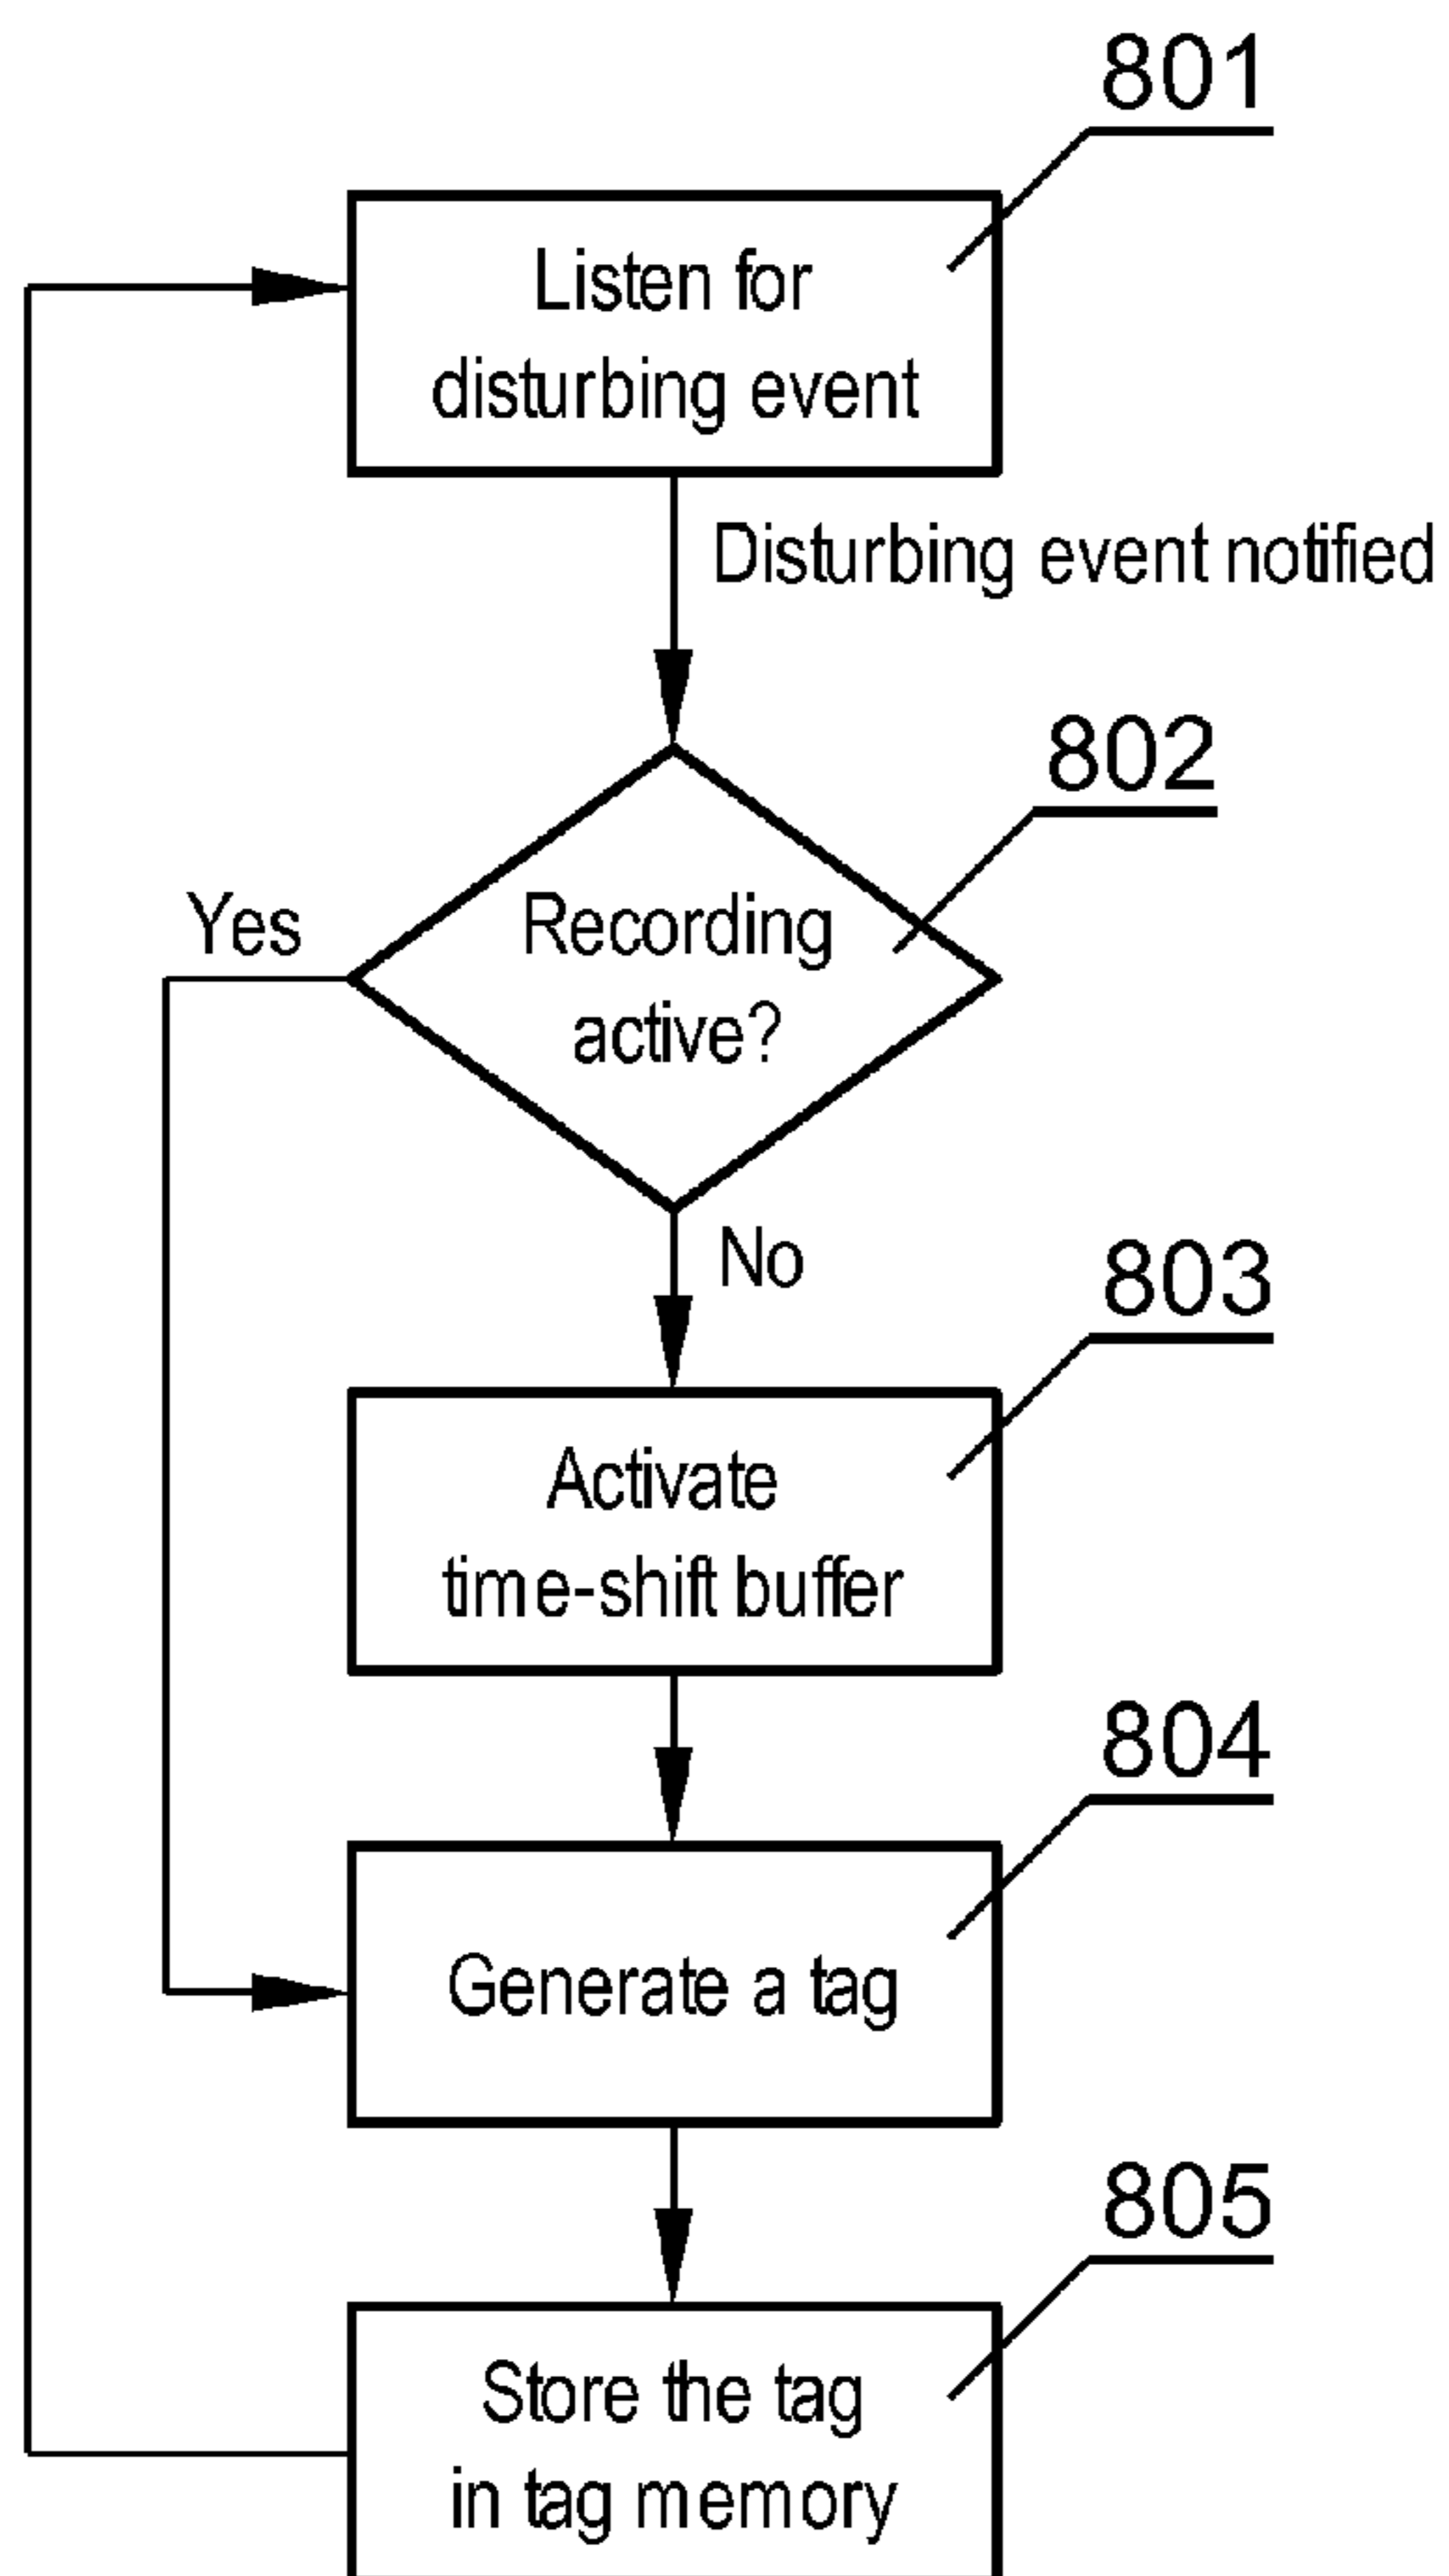 801
Listen for
disturbing event
Disturbing event notified
802
Yes
Recording
active?
No
803
Activate
time-shift buffer
804
Generate a tag
805
Store the tag
in tag memory